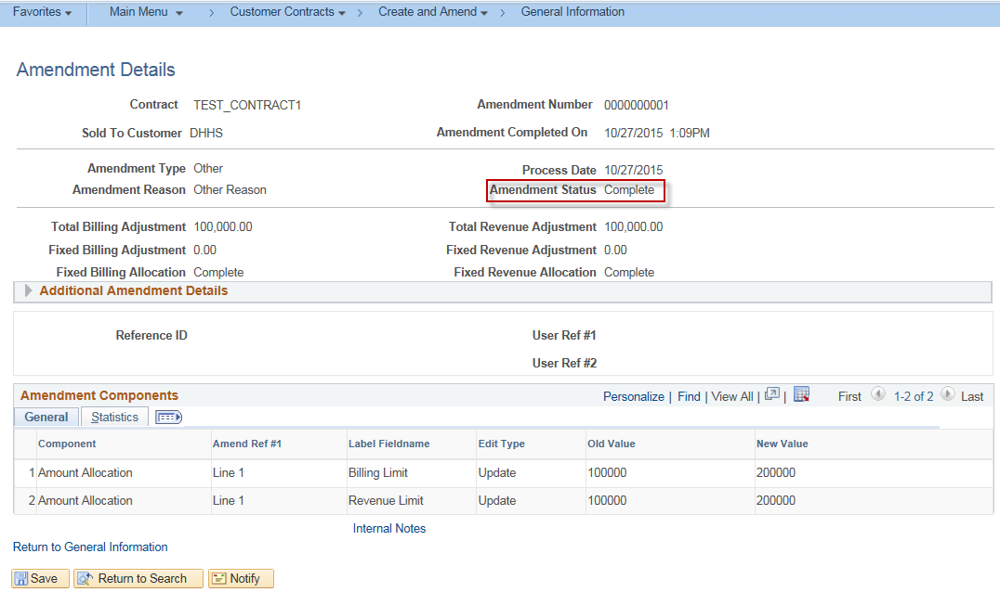 Favorites Main Menu > Customer Contracts > Create and Amend > General Information
Amendment Details
Contract TEST_CONTRACT1 Amendment Number 0000000001
Sold To Customer DHHS Amendment Completed On 10/27/2015 1:09PM
Amendment Type Other Process Date 10/27/2015
Amendment Reason Other Reason Amendment Status Complete
Total Billing Adjustment 100,000.00 Total Revenue Adjustment 100,000.00
Fixed Billing Adjustment 0.00 Fixed Revenue Adjustment 0.00
Fixed Billing Allocation Complete Fixed Revenue Allocation Complete
Additional Amendment Details
Reference ID User Ref #1
User Ref #2
Amendment Components Personalize | Find | View All | | First 1-2 of 2 Last
General Statistics
Component Amend Ref #1 Label Fieldname Edit Type Old Value New Value
1 Amount Allocation Line 1 Billing Limit Update 100000 200000
2 Amount Allocation Line 1 Revenue Limit Update 100000 200000
Internal Notes
Return to General Information
Save Return to Search Notify